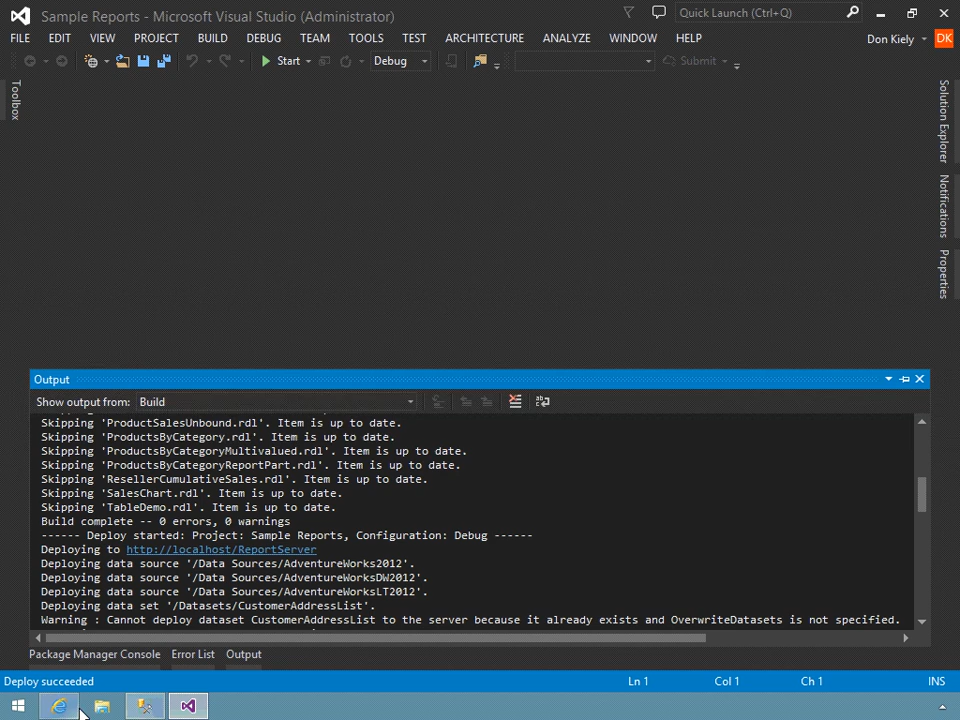 Sample Reports - Microsoft Visual Studio (Administrator)
Quick Launch (Ctrl+Q)
FILE EDIT VIEW PROJECT BUILD DEBUG TEAM TOOLS TEST ARCHITECTURE ANALYZE WINDOW HELP
Don Kiely DK
Start Debug Submit
Toolbox
Solution Explorer
Notifications
Properties
Output
Show output from: Build
Skipping 'ProductSalesUnbound.rdl'. Item is up to date.
Skipping 'ProductsByCategory.rdl'. Item is up to date.
Skipping 'ProductsByCategoryMultivalued.rdl'. Item is up to date.
Skipping 'ProductsByCategoryReportPart.rdl'. Item is up to date.
Skipping 'ResellerCumulativeSales.rdl'. Item is up to date.
Skipping 'SalesChart.rdl'. Item is up to date.
Skipping 'TableDemo.rdl'. Item is up to date.
Build complete -- 0 errors, 0 warnings
------ Deploy started: Project: Sample Reports, Configuration: Debug ------
Deploying to http://localhost/ReportServer
Deploying data source '/Data Sources/AdventureWorks2012'.
Deploying data source '/Data Sources/AdventureWorksDW2012'.
Deploying data source '/Data Sources/AdventureWorksLT2012'.
Deploying data set '/Datasets/CustomerAddressList'.
Warning : Cannot deploy dataset CustomerAddressList to the server because it already exists and OverwriteDatasets is not specified.
Package Manager Console Error List Output
Deploy succeeded Ln 1 Col 1 Ch 1 INS